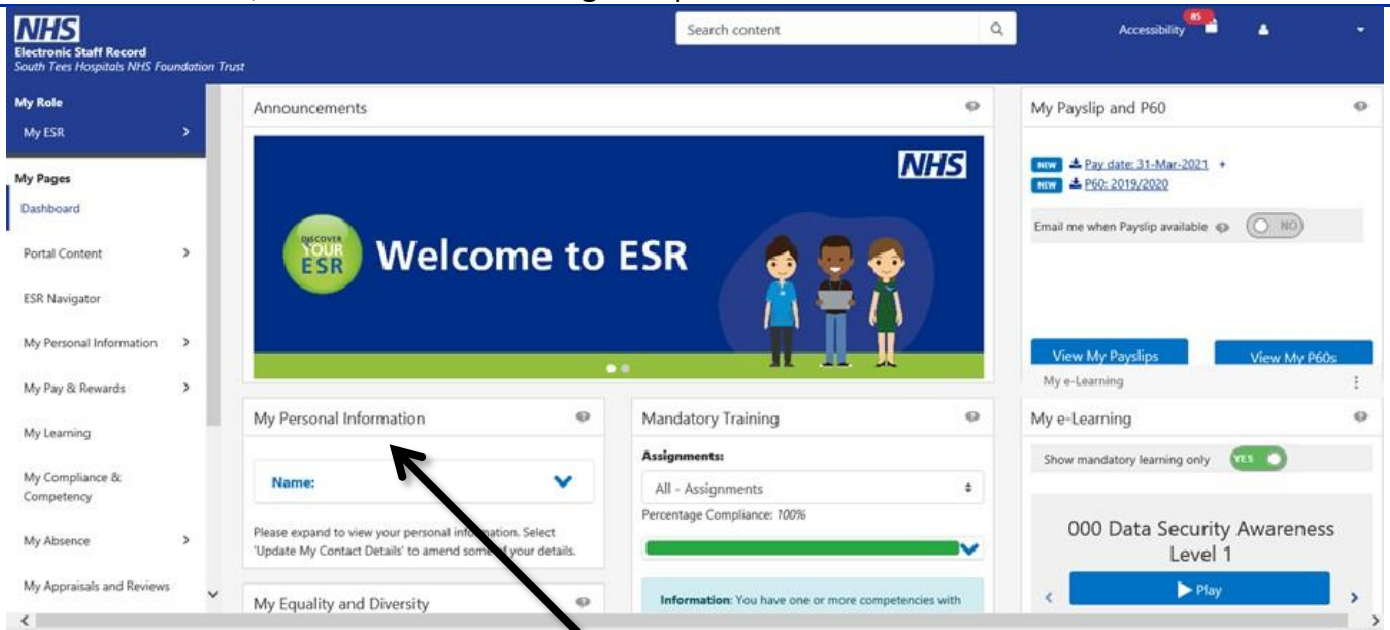 NHS
Electronic Staff Record
South Tees Hospitals NHS Foundation Trust
Search content
Accessibility
85
My Role
My ESR
My Pages
Dashboard
Portal Content
ESR Navigator
My Personal Information
My Pay & Rewards
My Learning
My Compliance &
Competency
My Absence
My Appraisals and Reviews
Announcements
NHS
DISCOVER
YOUR
ESR
Welcome to ESR
My Personal Information
Name:
Please expand to view your personal information. Select
'Update My Contact Details' to amend some of your details.
My Equality and Diversity
Mandatory Training
Assignments:
All - Assignments
Percentage Compliance: 100%
Information: You have one or more competencies with
My Payslip and P60
NEW Pay date: 31-Mar-2021 +
NEW P60: 2019/2020
Email me when Payslip available NO
View My Payslips
View My P60s
My e-Learning
My e-Learning
Show mandatory learning only YES
000 Data Security Awareness
Level 1
Play